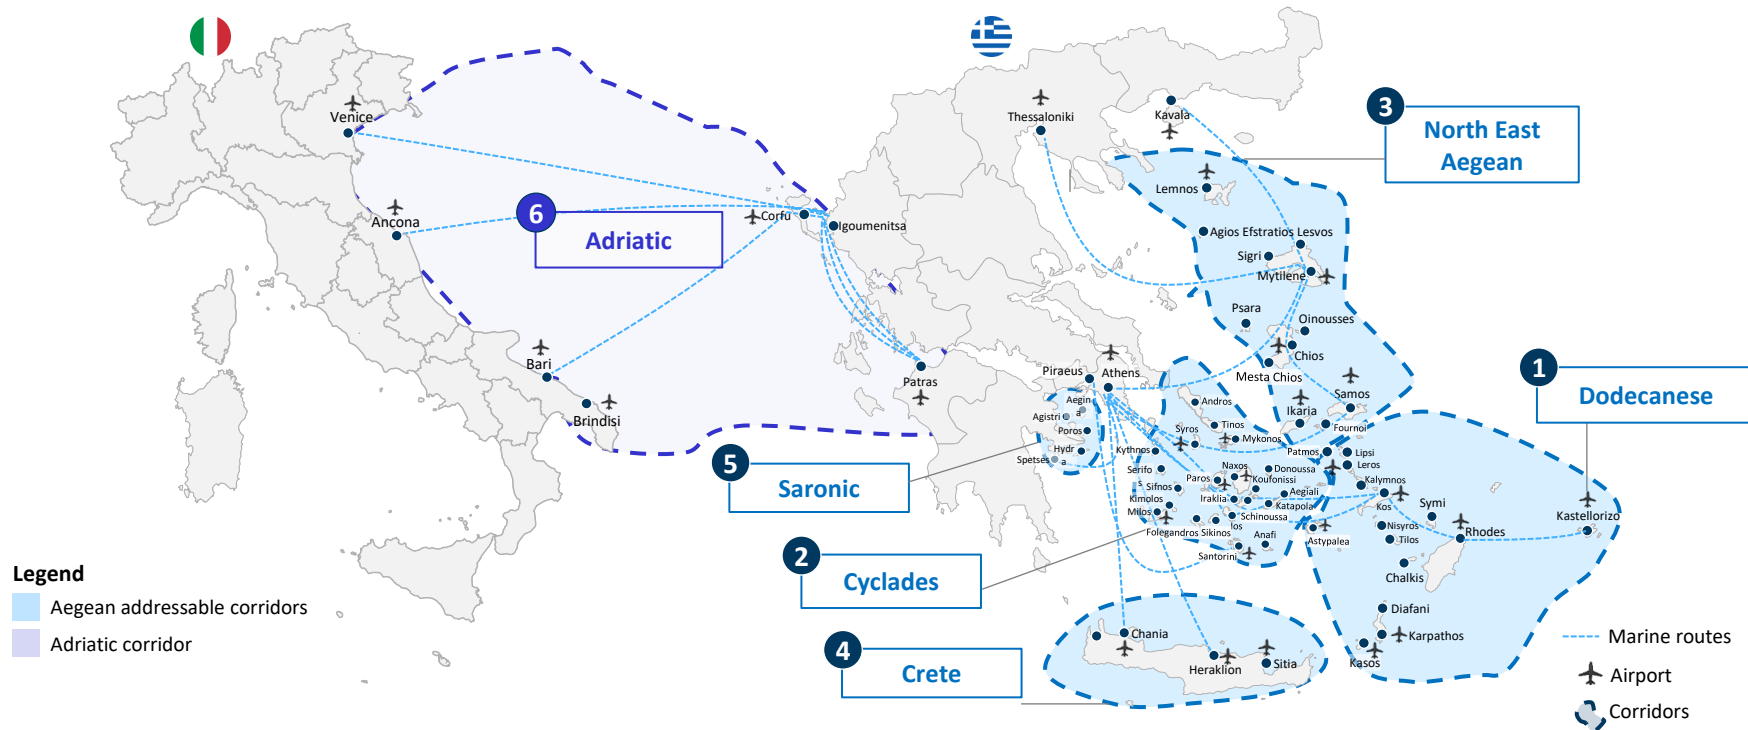 Venice
Ancona
Bari
Brindisi
6
Adriatic
Corfu
Igoumenitsa
Patras
Thessaloniki
Kavala
3
North East
Aegean
Lemnos
Agios Efstratios
Lesvos
Sigri
Mytilene
Psara
Oinousses
Chios
Mesta Chios
Samos
Ikaria
Fournoi
1
Dodecanese
Piraeus
Athens
Aegin
a
Agistri
Poros
Hydr
a
Spetses
5
Saronic
Andros
Tinos
Syros
Mykonos
Kythnos
Serifo
s
Sifnos
Kimolos
Milos
Paros
Naxos
Donoussa
Koufonissi
Iraklia
Aegiali
Katapola
Schinoussa
Ios
Folegandros
Sikinos
Anafi
Santorini
2
Cyclades
Patmos
Lipsi
Leros
Kalymnos
Kos
Astypalea
Nisyros
Tilos
Symi
Rhodes
Kastellorizo
Chalkis
Diafani
Karpathos
Kasos
4
Crete
Chania
Heraklion
Sitia
Legend
Aegean addressable corridors
Adriatic corridor
Marine routes
Airport
Corridors